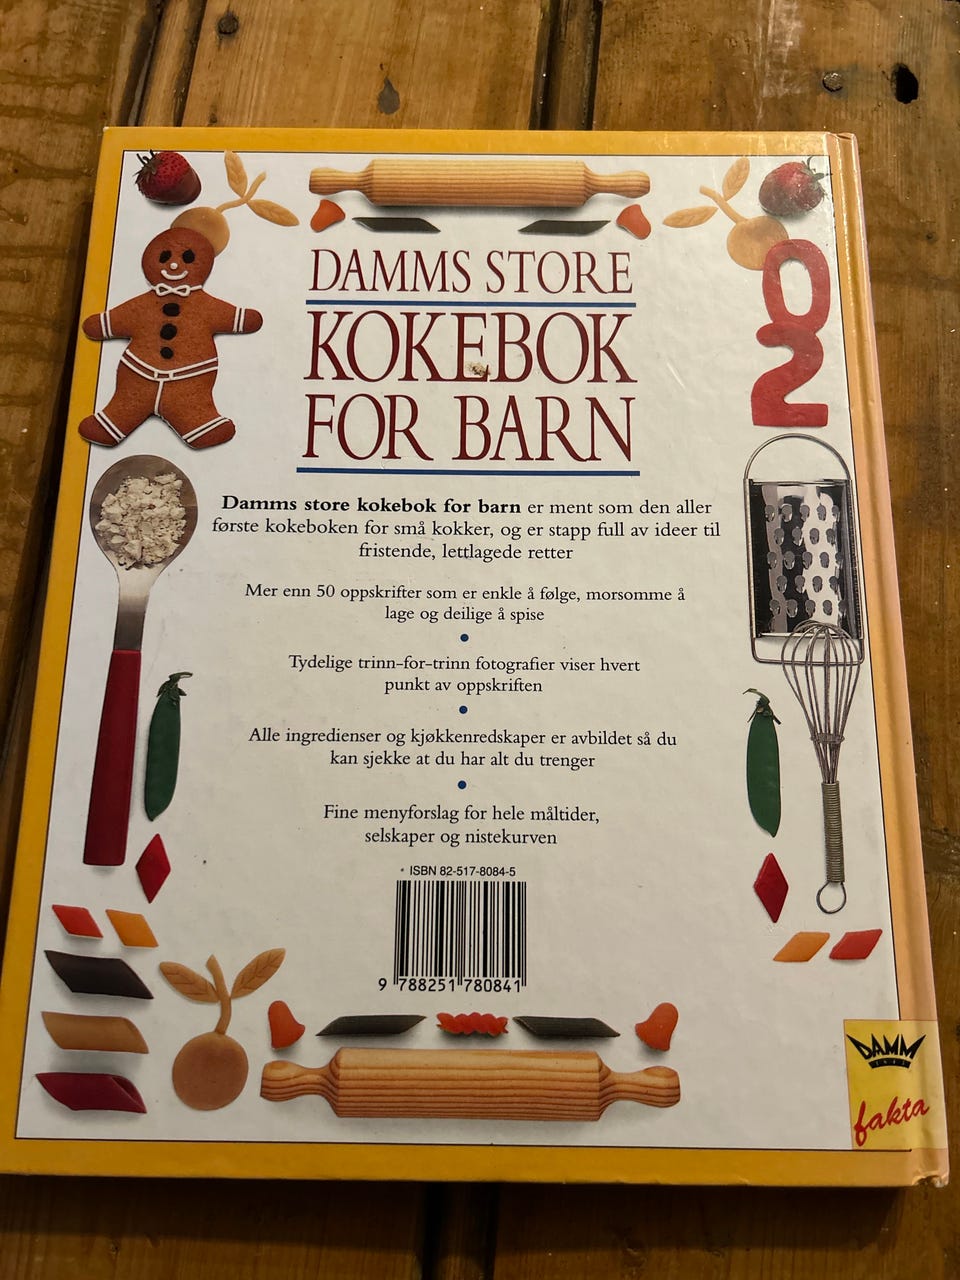 DAMMS STORE
KOKEBOK
FOR BARN
Damms store kokebok for barn er ment som den aller
første kokeboken for små kokker, og er stapp full av ideer til
fristende, lettlagede retter
Mer enn 50 oppskrifter som er enkle å følge, morsomme å
lage og deilige å spise
Tydelige trinn-for-trinn fotografier viser hvert
punkt av oppskriften
Alle ingredienser og kjøkkenredskaper er avbildet så du
kan sjekke at du har alt du trenger
Fine menyforslag for hele måltider,
selskaper og nistekurven
ISBN 82-517-8084-5
9 788251 780841
DAMM
fakta